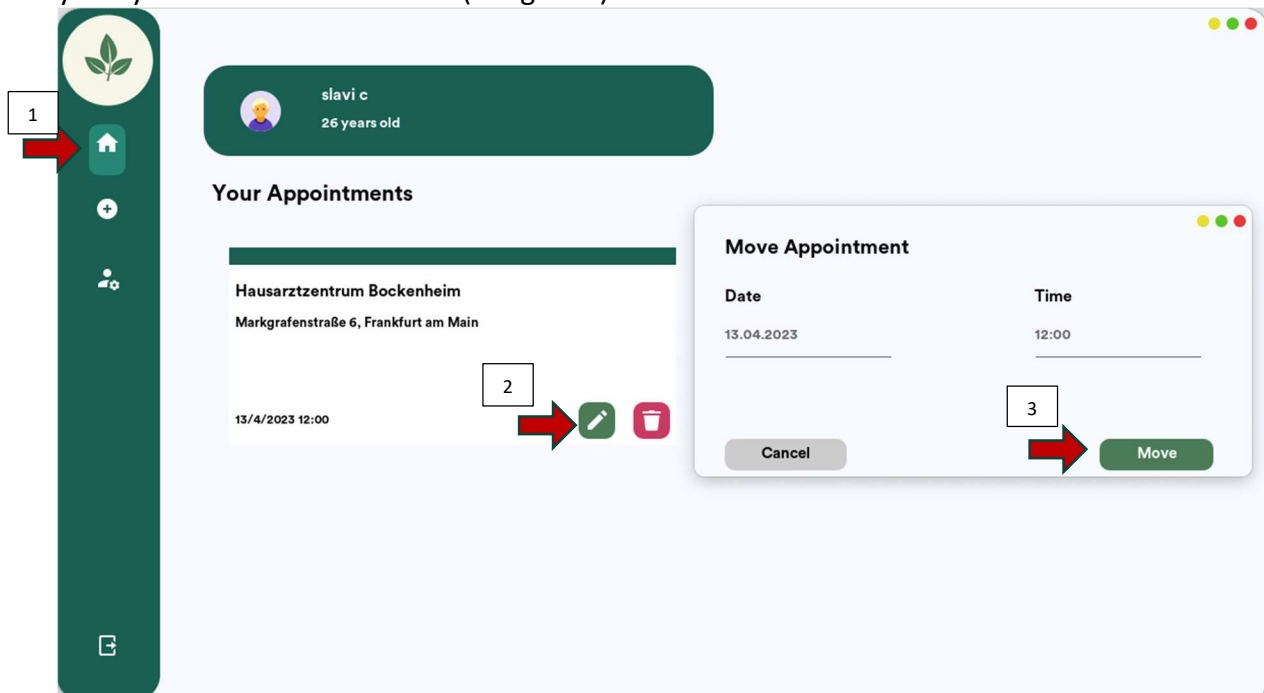 1
slavi c
26 years old
Your Appointments
Hausarztzentrum Bockenheim
Markgrafenstraße 6, Frankfurt am Main
2
13/4/2023 12:00
Move Appointment
Date
Time
13.04.2023
12:00
3
Cancel
Move